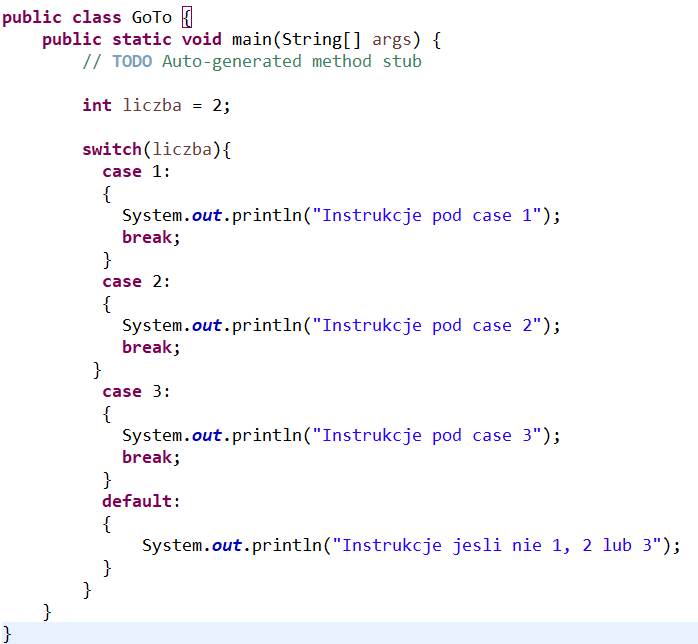 public class GoTo {
    public static void main(String[] args) {
        // TODO Auto-generated method stub

        int liczba = 2;

        switch(liczba){
          case 1:
          {
            System.out.println("Instrukcje pod case 1");
            break;
          }
          case 2:
          {
            System.out.println("Instrukcje pod case 2");
            break;
         }
          case 3:
          {
            System.out.println("Instrukcje pod case 3");
            break;
          }
          default:
          {
              System.out.println("Instrukcje jesli nie 1, 2 lub 3");
          }
        }
    }
}